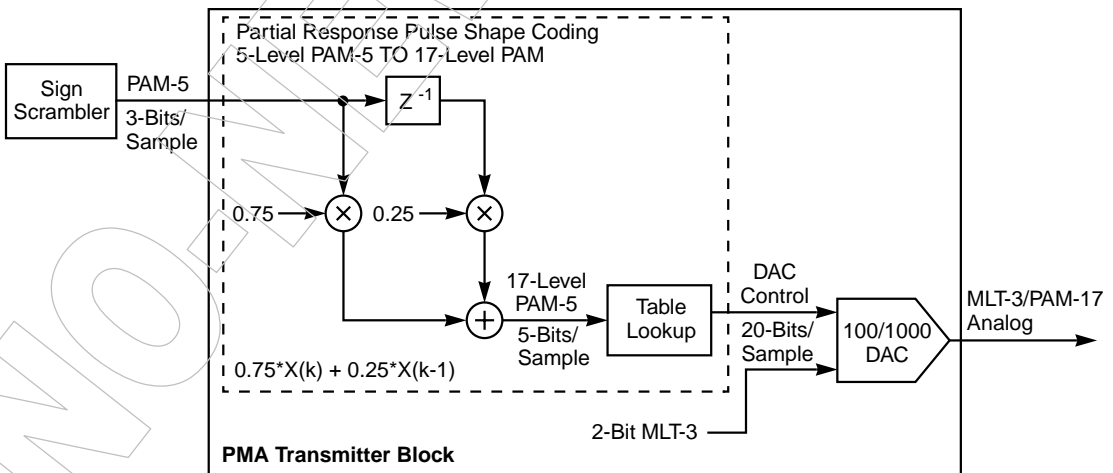 Partial Response Pulse Shape Coding
5-Level PAM-5 TO 17-Level PAM
Sign
Scrambler
PAM-5
3-Bits/
Sample
Z -1
0.75
×
0.25
×
17-Level
PAM-5
5-Bits/
Sample
+
Table
Lookup
DAC
Control
20-Bits/
Sample
100/1000
DAC
MLT-3/PAM-17
Analog
0.75*X(k) + 0.25*X(k-1)
2-Bit MLT-3
PMA Transmitter Block